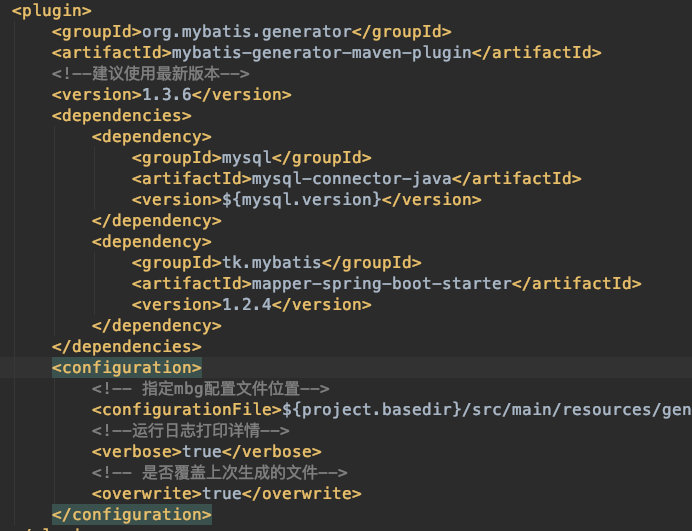 <plugin>
<groupId>org.mybatis.generator</groupId>
<artifactId>mybatis-generator-maven-plugin</artifactId>
<!--建议使用最新版本-->
<version>1.3.6</version>
<dependencies>
<dependency>
<groupId>mysql</groupId>
<artifactId>mysql-connector-java</artifactId>
<version>${mysql.version}</version>
</dependency>
<dependency>
<groupId>tk.mybatis</groupId>
<artifactId>mapper-spring-boot-starter</artifactId>
<version>1.2.4</version>
</dependency>
</dependencies>
<configuration>
<!-- 指定mbg配置文件位置-->
<configurationFile>${project.basedir}/src/main/resources/gen
<!--运行日志打印详情-->
<verbose>true</verbose>
<!-- 是否覆盖上次生成的文件-->
<overwrite>true</overwrite>
</configuration>